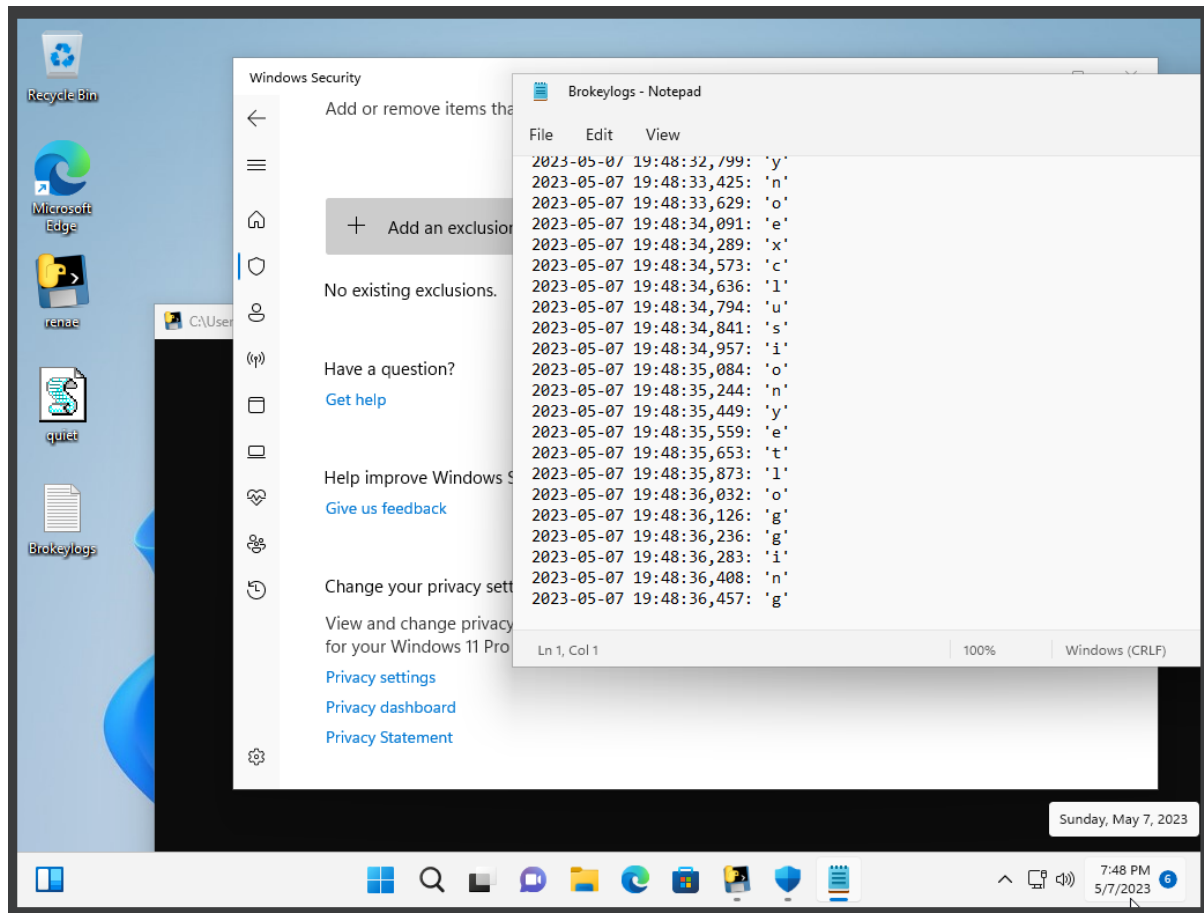 Recycle Bin
Microsoft
Edge
renae
quiet
Brokeylogs
C:\User
Windows Security
Add or remove items tha
Add an exclusion
No existing exclusions.
Have a question?
Get help
Help improve Windows S
Give us feedback
Change your privacy sett
View and change privacy
for your Windows 11 Pro
Privacy settings
Privacy dashboard
Privacy Statement
Brokeylogs - Notepad
File Edit View
2023-05-07 19:48:32,799: 'y'
2023-05-07 19:48:33,425: 'n'
2023-05-07 19:48:33,629: 'o'
2023-05-07 19:48:34,091: 'e'
2023-05-07 19:48:34,289: 'x'
2023-05-07 19:48:34,573: 'c'
2023-05-07 19:48:34,636: 'l'
2023-05-07 19:48:34,794: 'u'
2023-05-07 19:48:34,841: 's'
2023-05-07 19:48:34,957: 'i'
2023-05-07 19:48:35,084: 'o'
2023-05-07 19:48:35,244: 'n'
2023-05-07 19:48:35,449: 'y'
2023-05-07 19:48:35,559: 'e'
2023-05-07 19:48:35,653: 't'
2023-05-07 19:48:35,873: 'l'
2023-05-07 19:48:36,032: 'o'
2023-05-07 19:48:36,126: 'g'
2023-05-07 19:48:36,236: 'g'
2023-05-07 19:48:36,283: 'i'
2023-05-07 19:48:36,408: 'n'
2023-05-07 19:48:36,457: 'g'
Ln 1, Col 1 100% Windows (CRLF)
Sunday, May 7, 2023
7:48 PM
5/7/2023
6